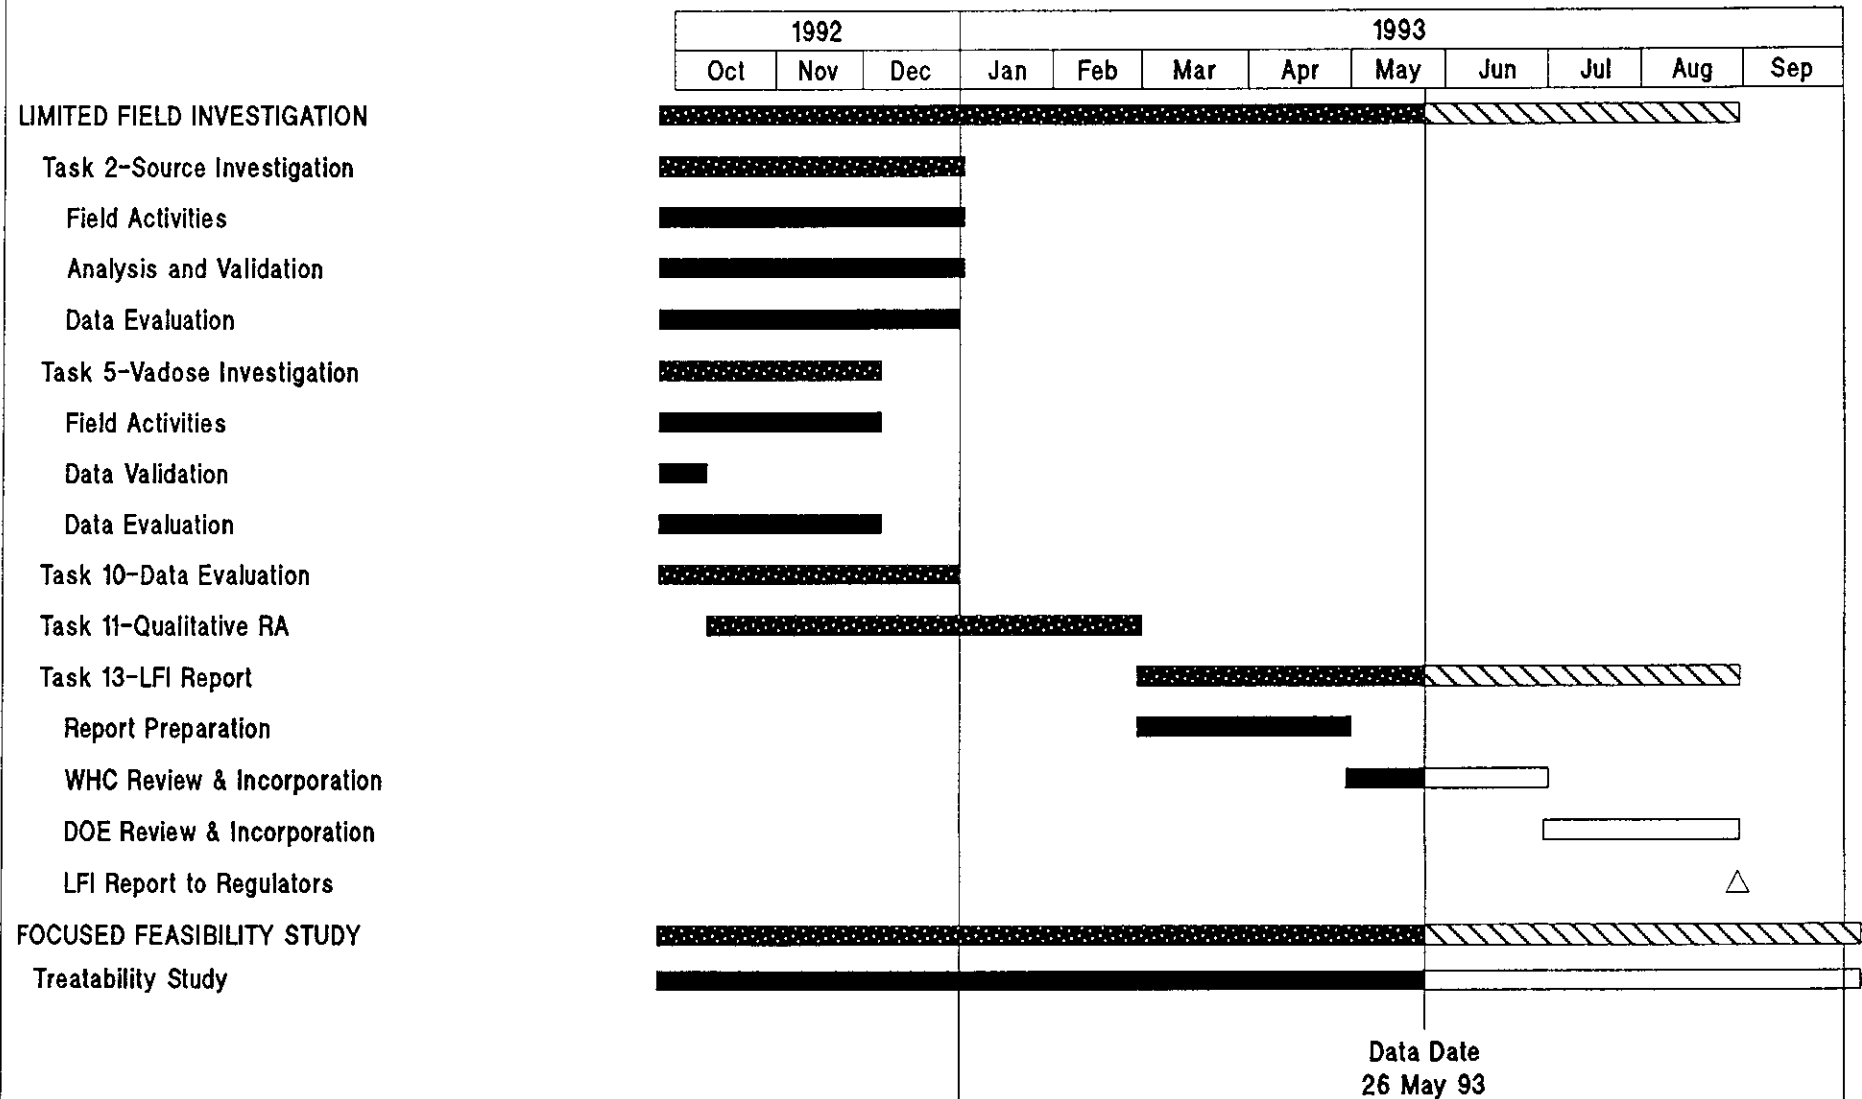 1992 1993
Oct Nov Dec Jan Feb Mar Apr May Jun Jul Aug Sep
LIMITED FIELD INVESTIGATION
Task 2-Source Investigation
Field Activities
Analysis and Validation
Data Evaluation
Task 5-Vadose Investigation
Field Activities
Data Validation
Data Evaluation
Task 10-Data Evaluation
Task 11-Qualitative RA
Task 13-LFI Report
Report Preparation
WHC Review & Incorporation
DOE Review & Incorporation
LFI Report to Regulators
FOCUSED FEASIBILITY STUDY
Treatability Study
Data Date
26 May 93